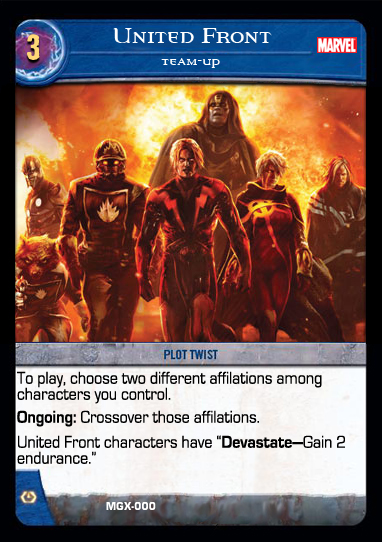 3
UNITED FRONT
TEAM-UP
MARVEL
PLOT TWIST
To play, choose two different affilations among
characters you control.
Ongoing: Crossover those affilations.
United Front characters have “Devastate—Gain 2
endurance.”
MGX-000